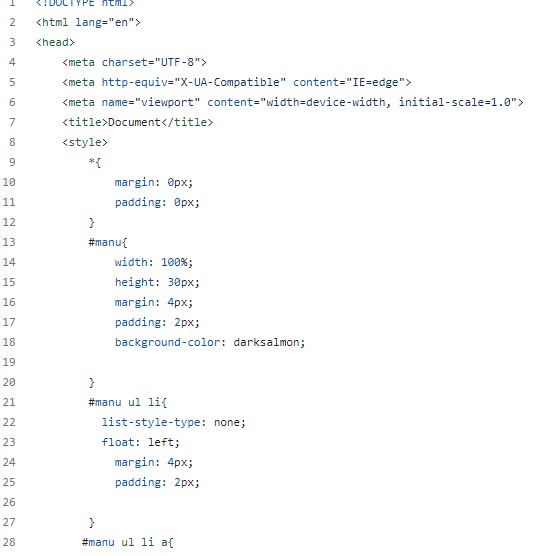 1 <!DOCTYPE html>
2 <html lang="en">
3 <head>
4     <meta charset="UTF-8">
5     <meta http-equiv="X-UA-Compatible" content="IE=edge">
6     <meta name="viewport" content="width=device-width, initial-scale=1.0">
7     <title>Document</title>
8     <style>
9         *{
10             margin: 0px;
11             padding: 0px;
12         }
13         #manu{
14             width: 100%;
15             height: 30px;
16             margin: 4px;
17             padding: 2px;
18             background-color: darksalmon;
19
20         }
21         #manu ul li{
22           list-style-type: none;
23           float: left;
24             margin: 4px;
25             padding: 2px;
26
27         }
28        #manu ul li a{